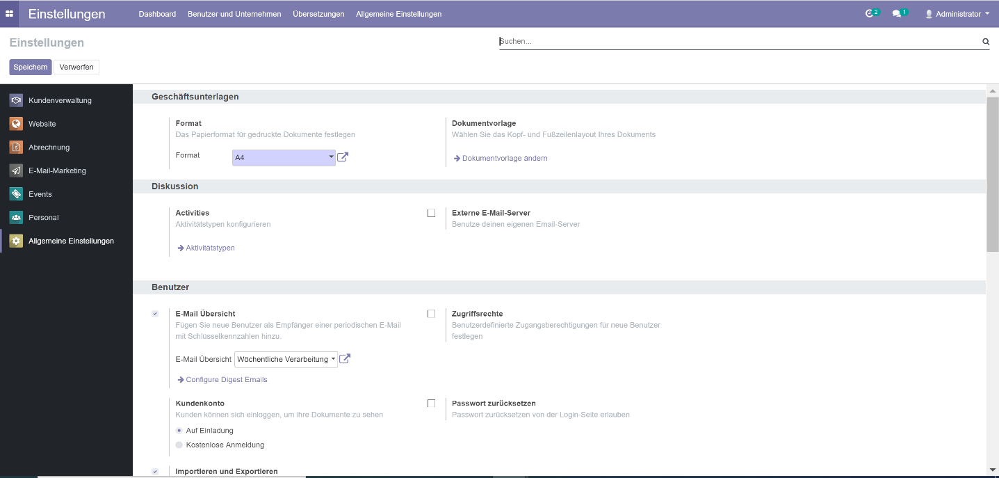 Einstellungen Dashboard Benutzer und Unternehmen Übersetzungen Allgemeine Einstellungen 2 1 Administrator
Einstellungen Suchen...
Speichern Verwerfen
Kundenverwaltung
Website
Abrechnung
E-Mail-Marketing
Events
Personal
Allgemeine Einstellungen
Geschäftsunterlagen
Format
Das Papierformat für gedruckte Dokumente festlegen
Format A4
Dokumentvorlage
Wählen Sie das Kopf- und Fußzeilenlayout Ihres Dokuments
Dokumentvorlage ändern
Diskussion
Activities
Aktivitätstypen konfigurieren
Aktivitätstypen
Externe E-Mail-Server
Benutze deinen eigenen Email-Server
Benutzer
E-Mail Übersicht
Fügen Sie neue Benutzer als Empfänger einer periodischen E-Mail
mit Schlüsselkennzahlen hinzu.
E-Mail Übersicht Wöchentliche Verarbeitung
Configure Digest Emails
Zugriffsrechte
Benutzerdefinierte Zugangsberechtigungen für neue Benutzer
festlegen
Kundenkonto
Kunden können sich einloggen, um ihre Dokumente zu sehen
Auf Einladung
Kostenlose Anmeldung
Passwort zurücksetzen
Passwort zurücksetzen von der Login-Seite erlauben
Importieren und Exportieren